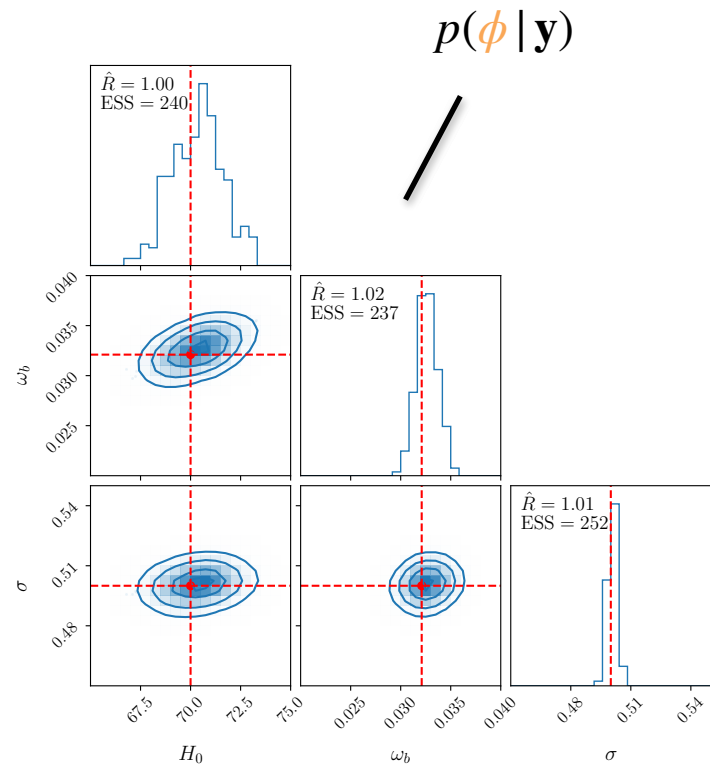 p(ϕ | y)
R̂ = 1.00
ESS = 240
0.040
0.035
0.030
0.025
ω_b
R̂ = 1.02
ESS = 237
0.54
0.51
0.48
σ
R̂ = 1.01
ESS = 252
67.5 70.0 72.5 75.0
0.025 0.030 0.035 0.040
0.48 0.51 0.54
H_0 ω_b σ